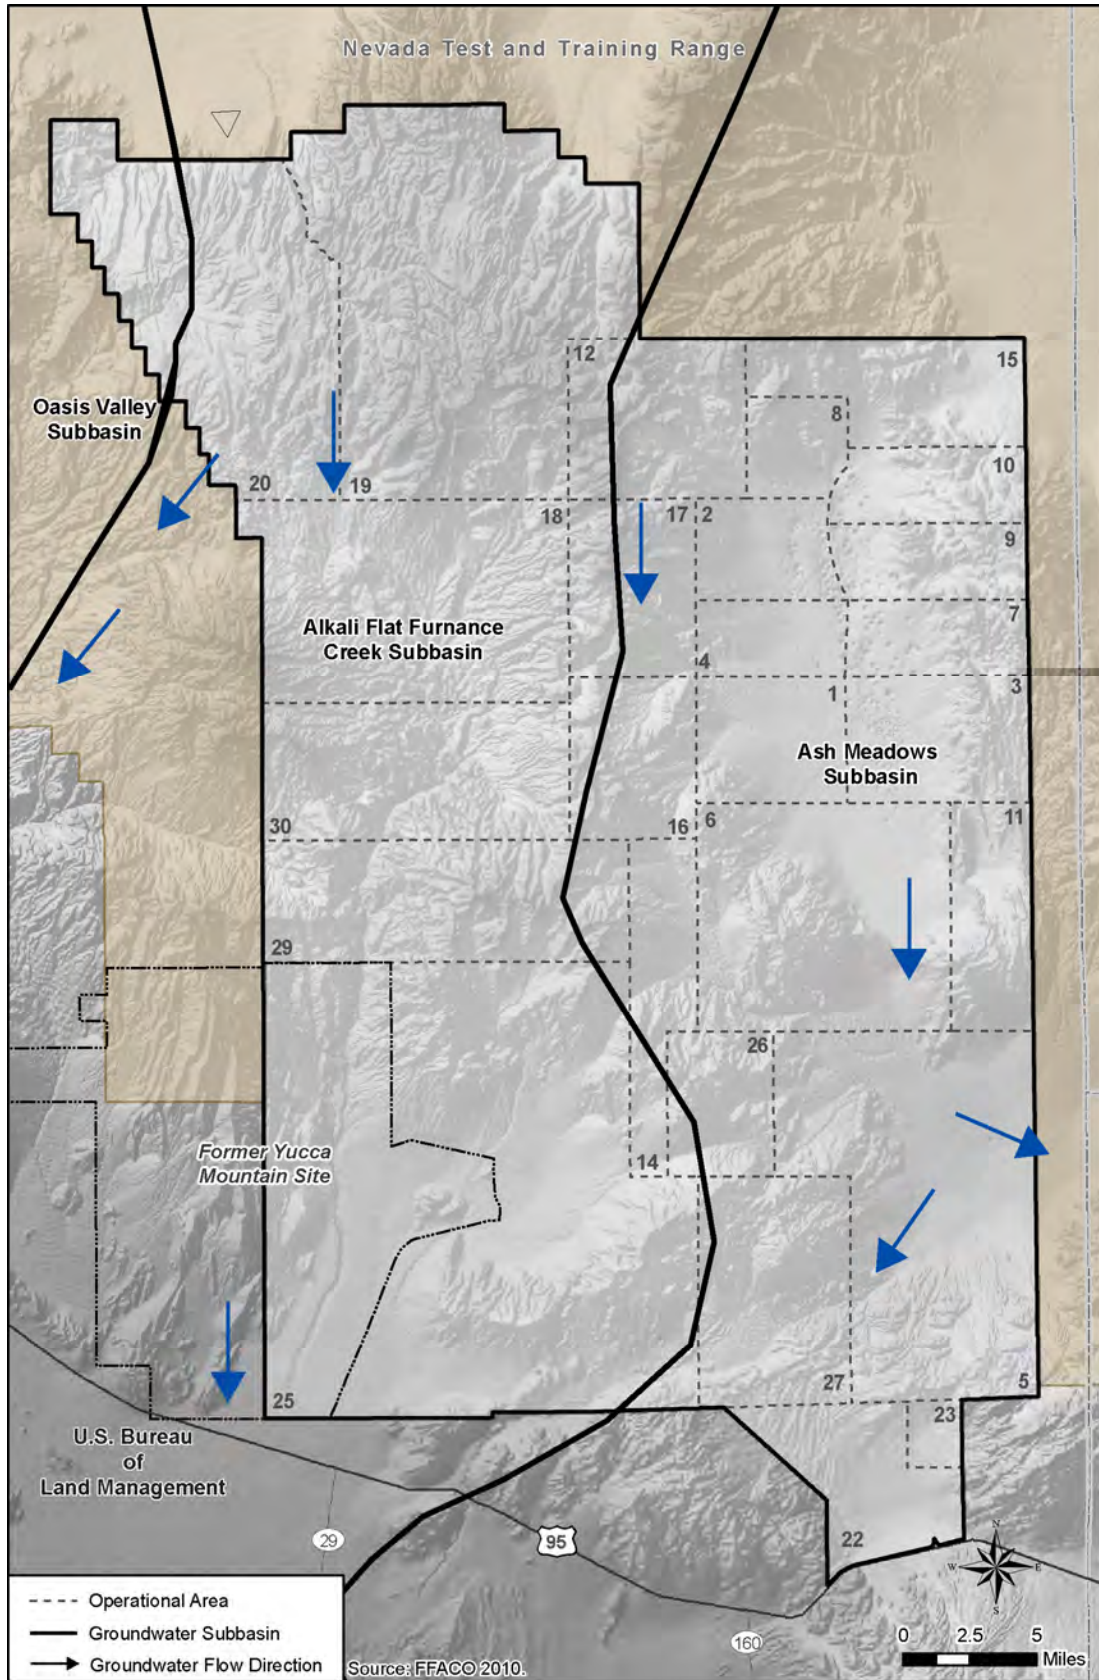 Nevada Test and Training Range
12
15
Oasis Valley
Subbasin
8
10
20
19
18
17
2
9
7
Alkali Flat Furnance
Creek Subbasin
4
1
3
Ash Meadows
Subbasin
30
16
6
11
29
26
Former Yucca
Mountain Site
14
25
27
5
23
U.S. Bureau
of
Land Management
29
95
22
N
W
E
S
160
Operational Area
Groundwater Subbasin
Groundwater Flow Direction
Source: FFACO 2010.
0 2.5 5
Miles